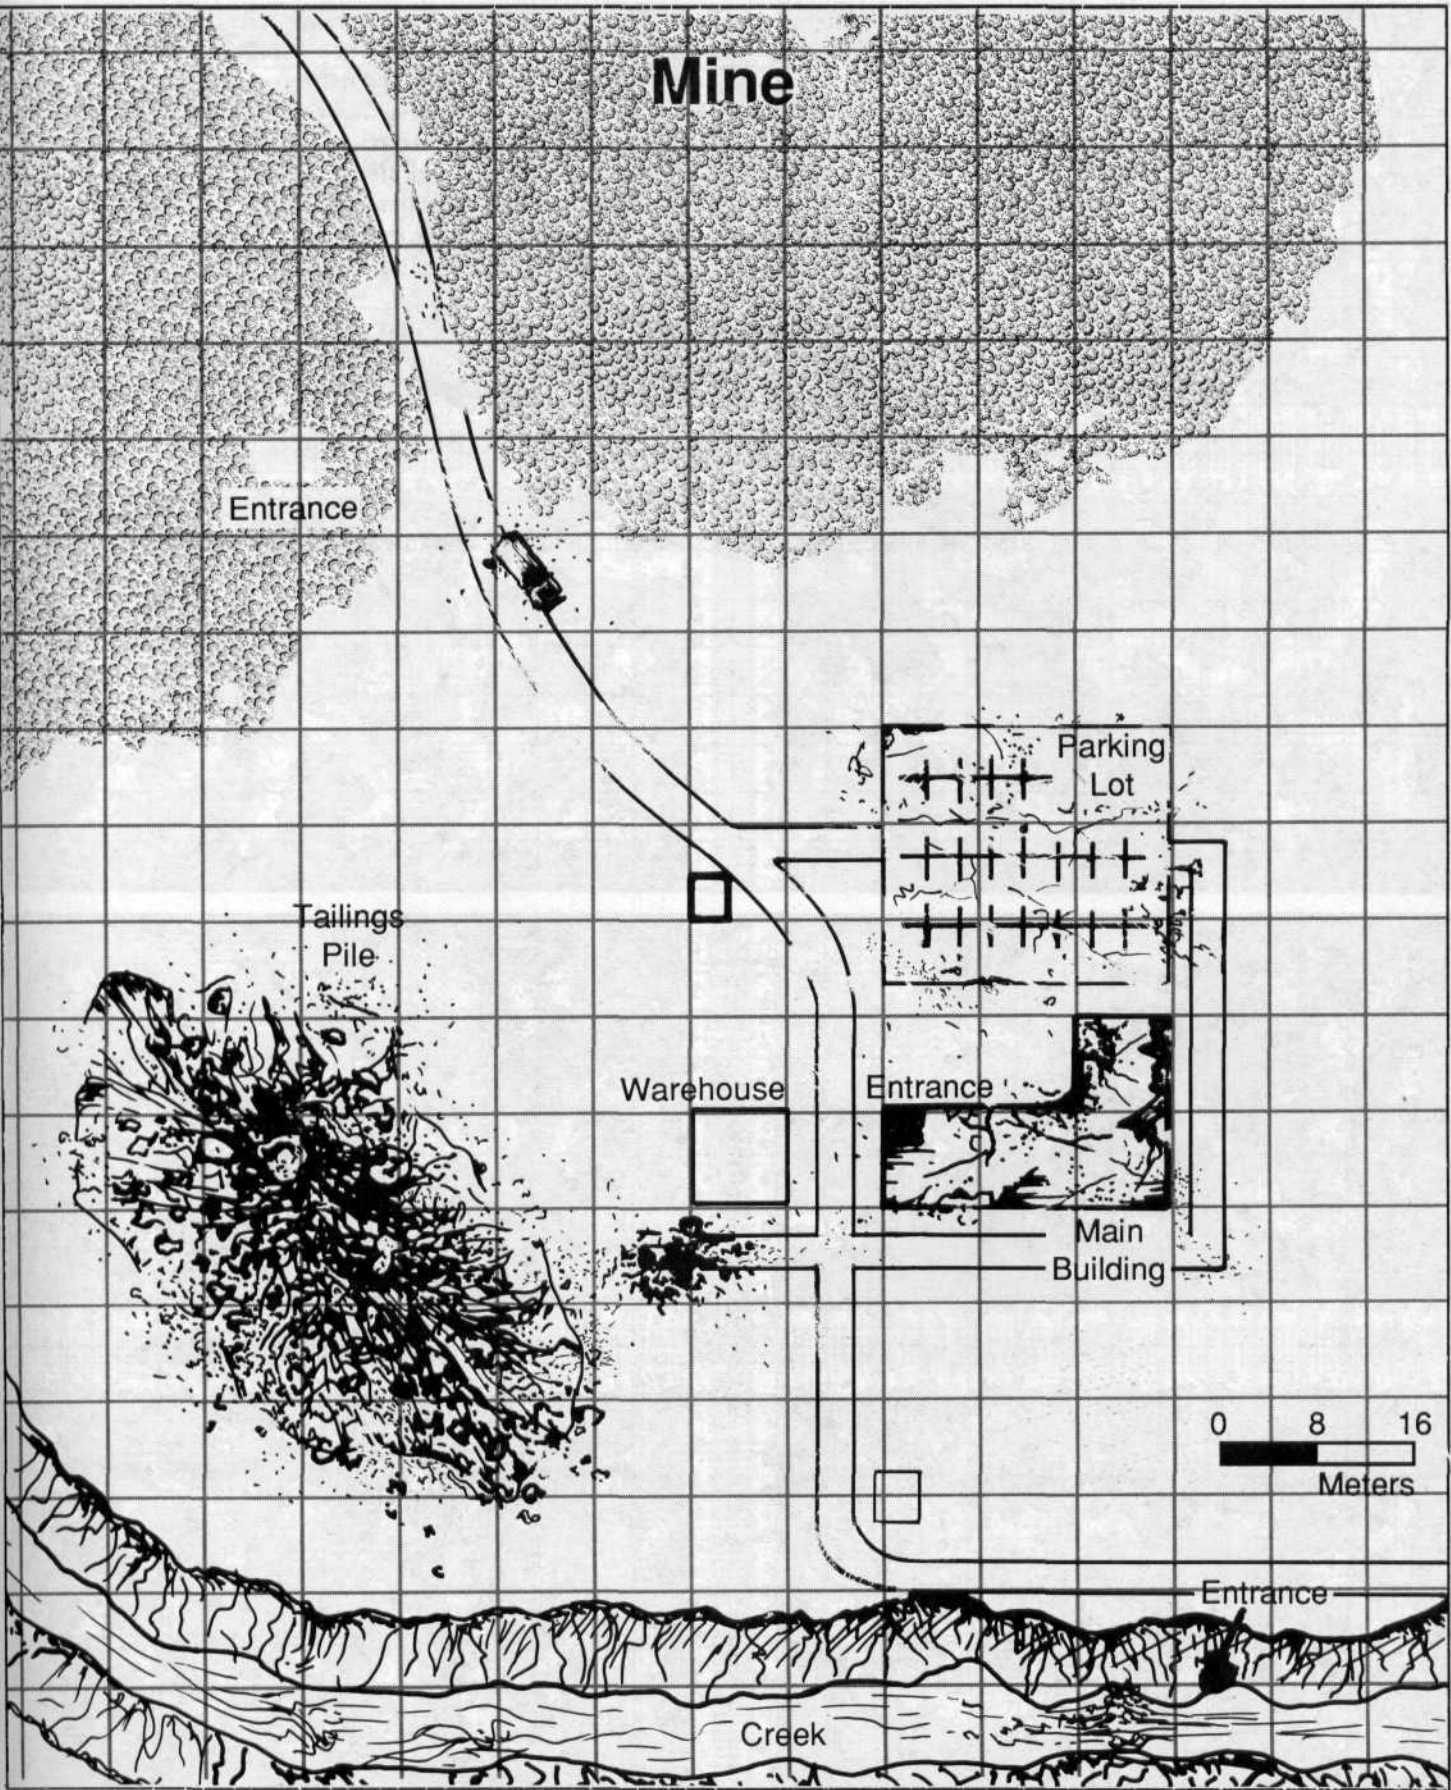 Mine
Entrance
Parking
Lot
Tailings
Pile
Warehouse
Entrance
Main
Building
0 8 16
Meters
Entrance
Creek